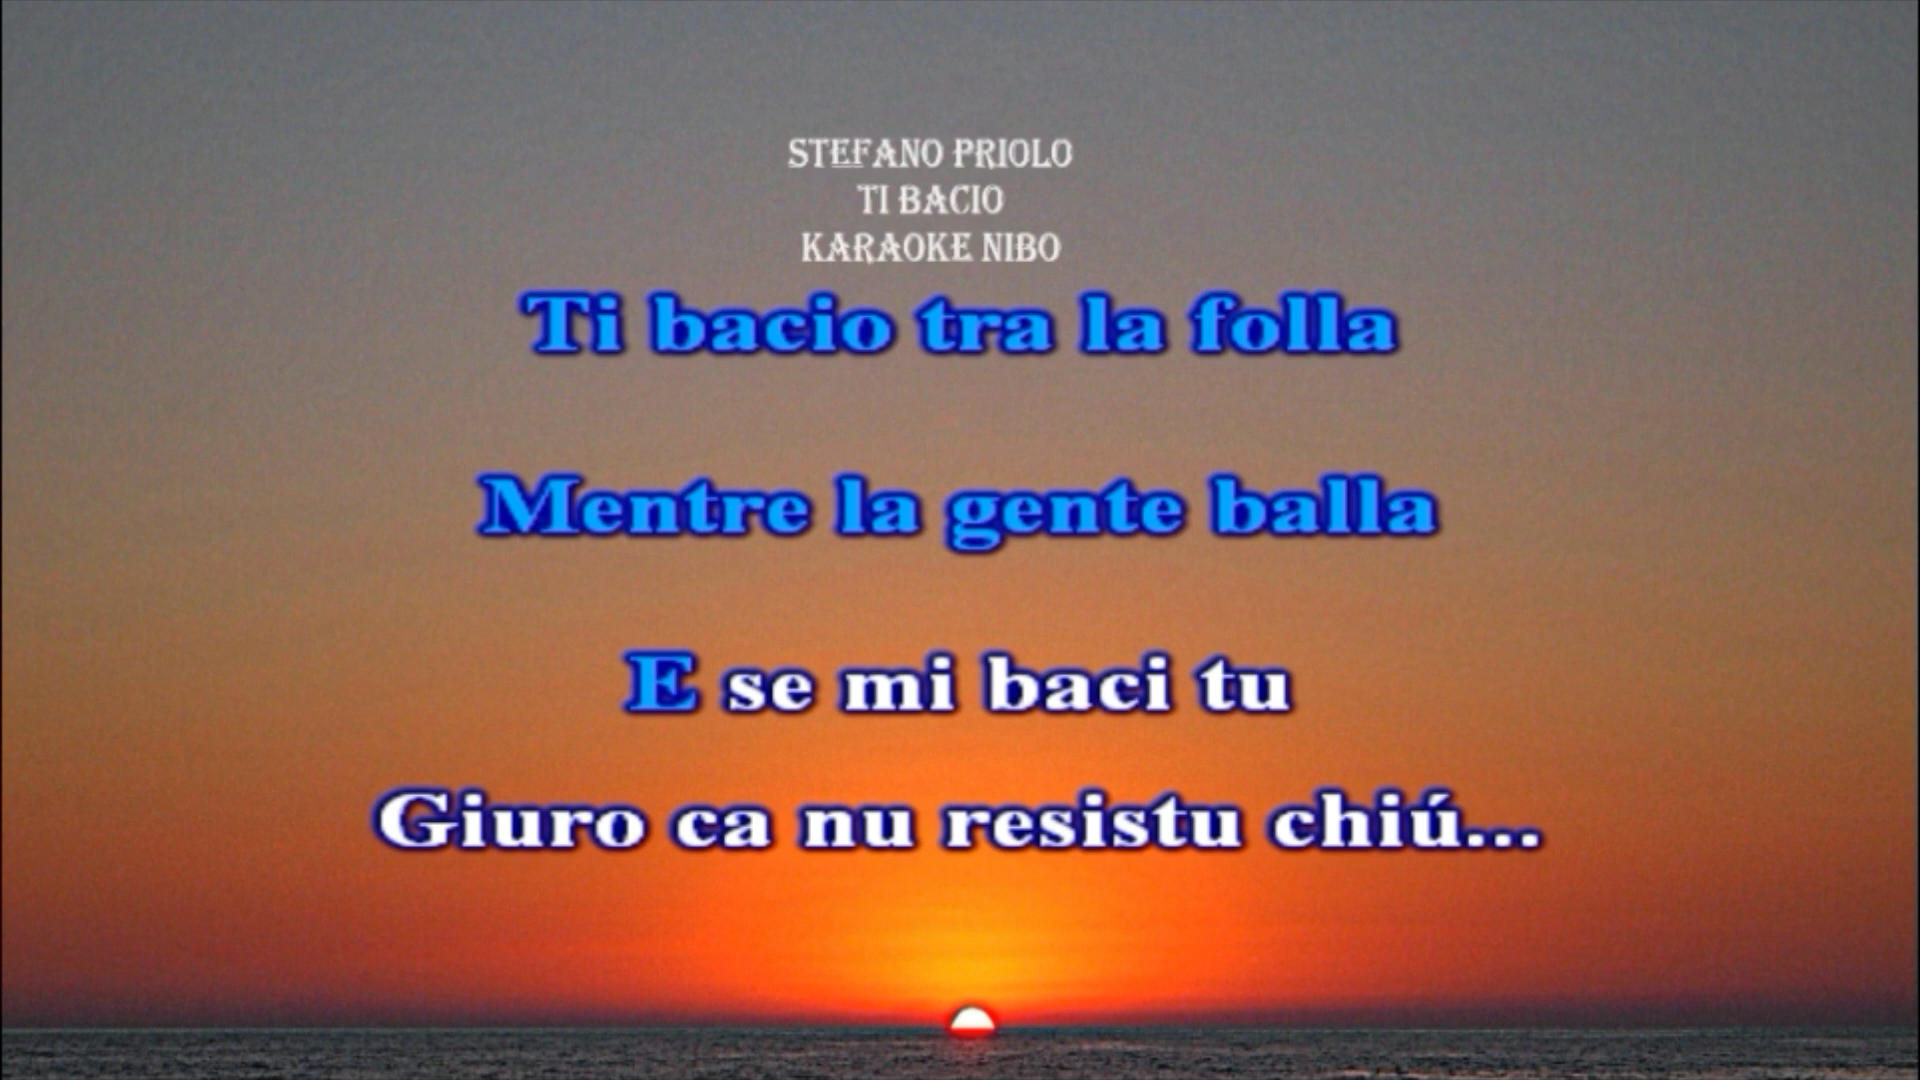 STEFANO PRIOLO
TI BACIO
KARAOKE NIBO
Ti bacio tra la folla
Mentre la gente balla
E se mi baci tu
Giuro ca nu resistu chiú...